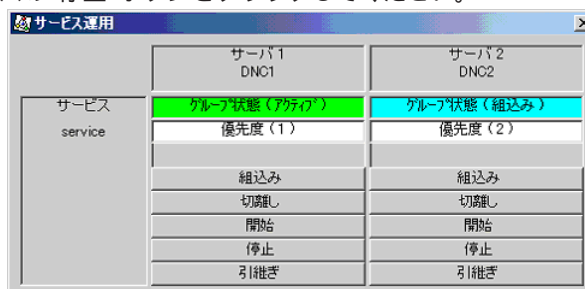 サービス運用
サーバ1 サーバ2
DNC1 DNC2
サービス グループ状態(アクティブ) グループ状態(組込み)
service 優先度(1) 優先度(2)
組込み 組込み
切離し 切離し
開始 開始
停止 停止
引継ぎ 引継ぎ